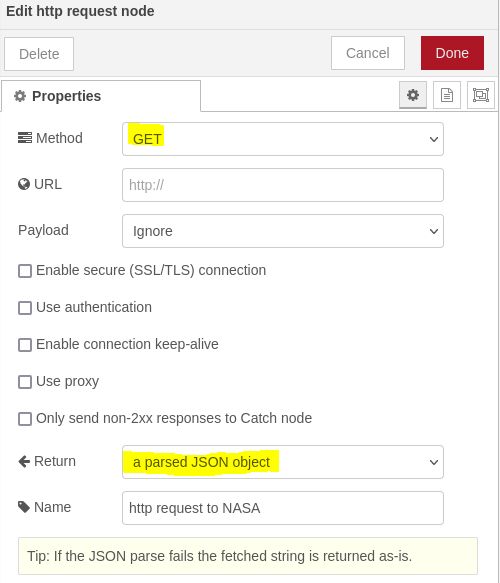 Edit http request node
Delete Cancel Done
Properties
Method GET
URL http://
Payload Ignore
Enable secure (SSL/TLS) connection
Use authentication
Enable connection keep-alive
Use proxy
Only send non-2xx responses to Catch node
Return a parsed JSON object
Name http request to NASA
Tip: If the JSON parse fails the fetched string is returned as-is.